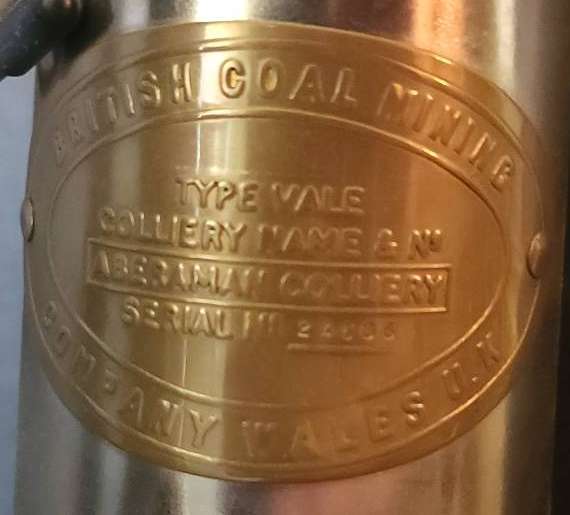 BRITISH COAL MINING
TYPE VALE
COLLIERY NAME & No
ABERAMAN COLLIERY
SERIAL No
COMPANY WALES U.K